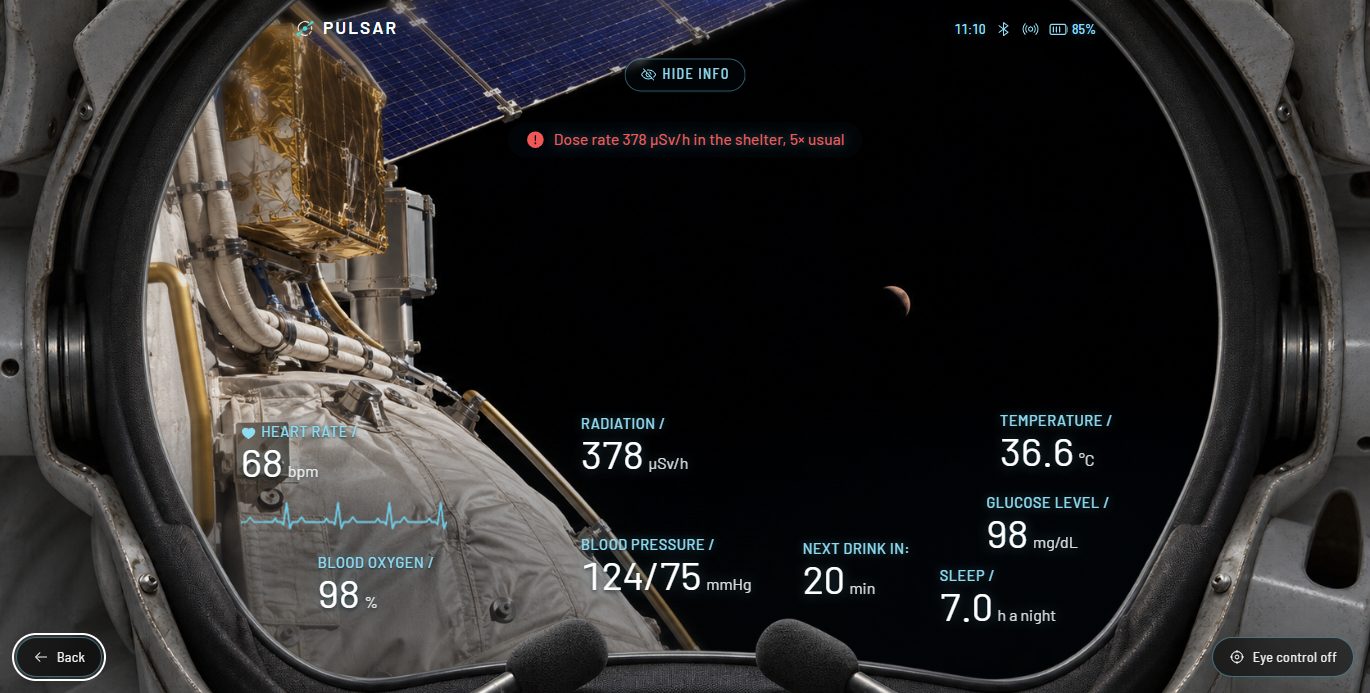 PULSAR
11:10
85%
HIDE INFO
Dose rate 378 µSv/h in the shelter, 5× usual
HEART RATE /
68 bpm
BLOOD OXYGEN /
98 %
RADIATION /
378 µSv/h
BLOOD PRESSURE /
124/75 mmHg
NEXT DRINK IN:
20 min
TEMPERATURE /
36.6 °C
GLUCOSE LEVEL /
98 mg/dL
SLEEP /
7.0 h a night
Back
Eye control off